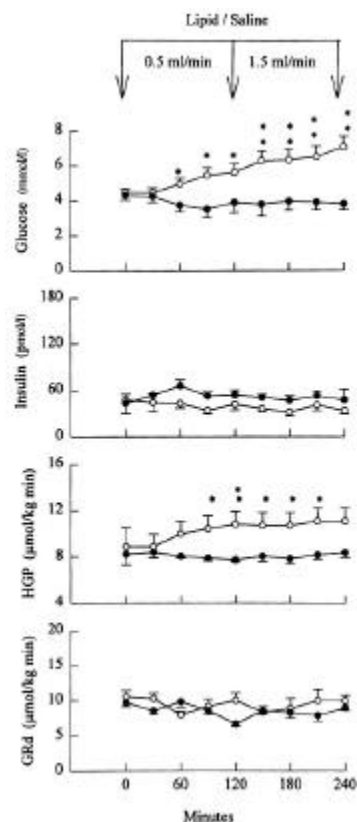 Lipid / Saline
0.5 ml/min
1.5 ml/min
Glucose (mmol/l)
8
6
4
2
0
Insulin (pmol/l)
180
120
60
0
HGP (µmol/kg min)
16
12
8
4
GRd (µmol/kg min)
20
15
10
5
0
0 60 120 180 240
Minutes